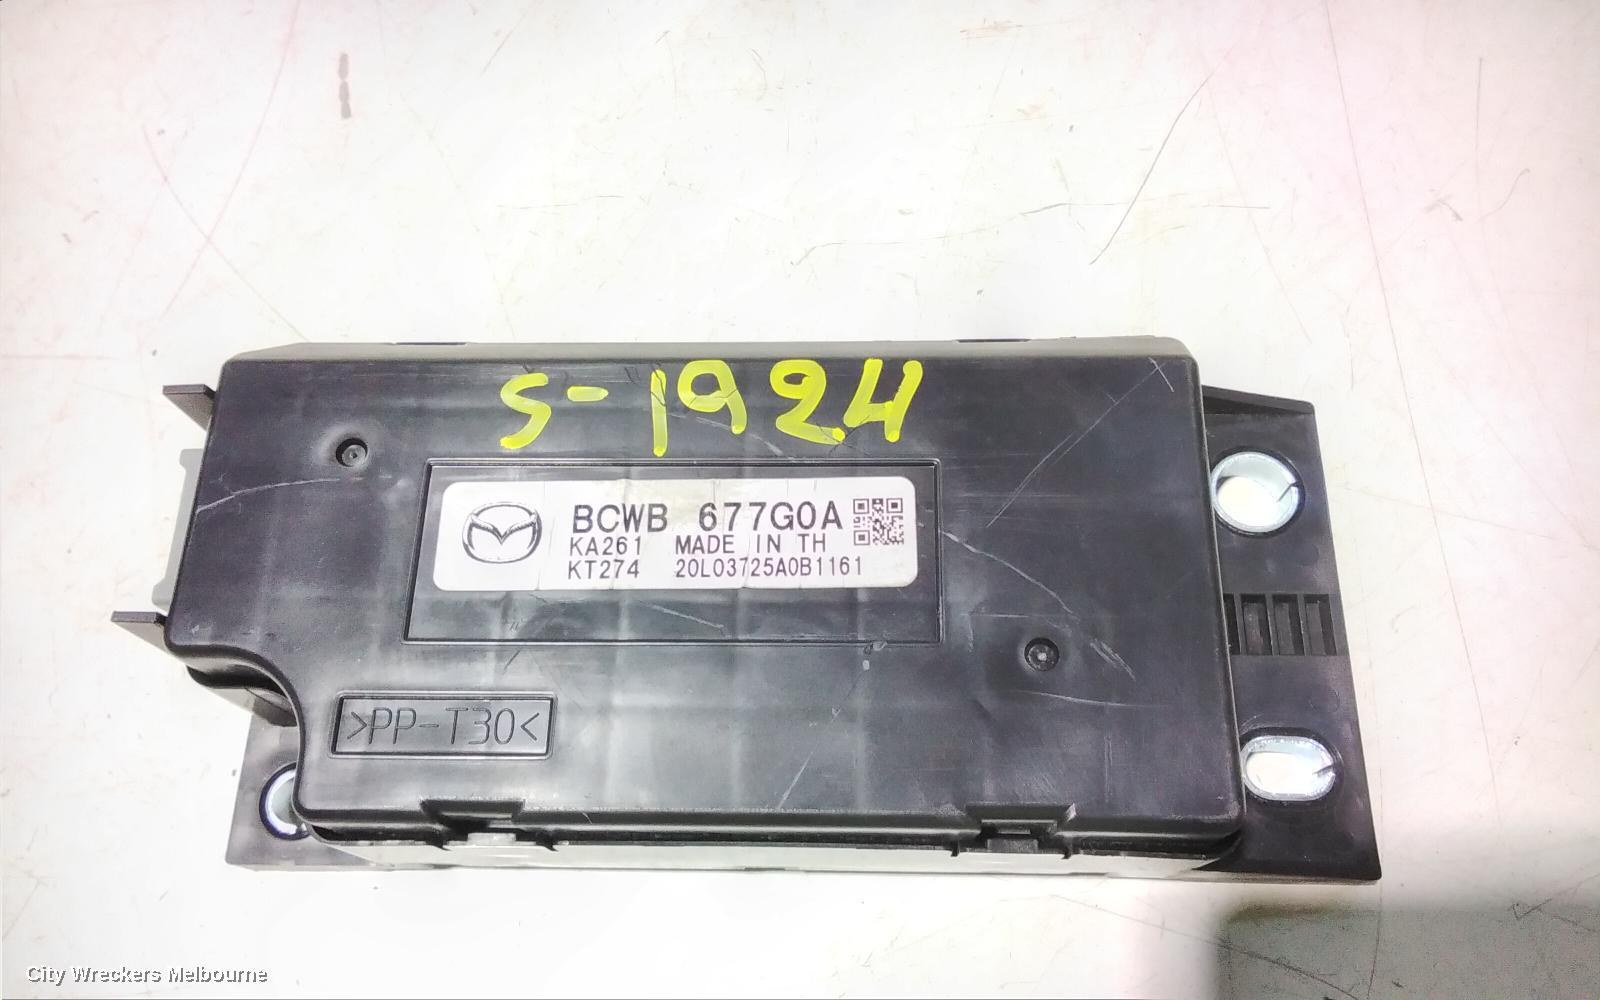 S-1924
BCWB 677G0A
KA261 MADE IN TH
KT274 20L03725A0B1161
>PP-T30<
City Wreckers Melbourne